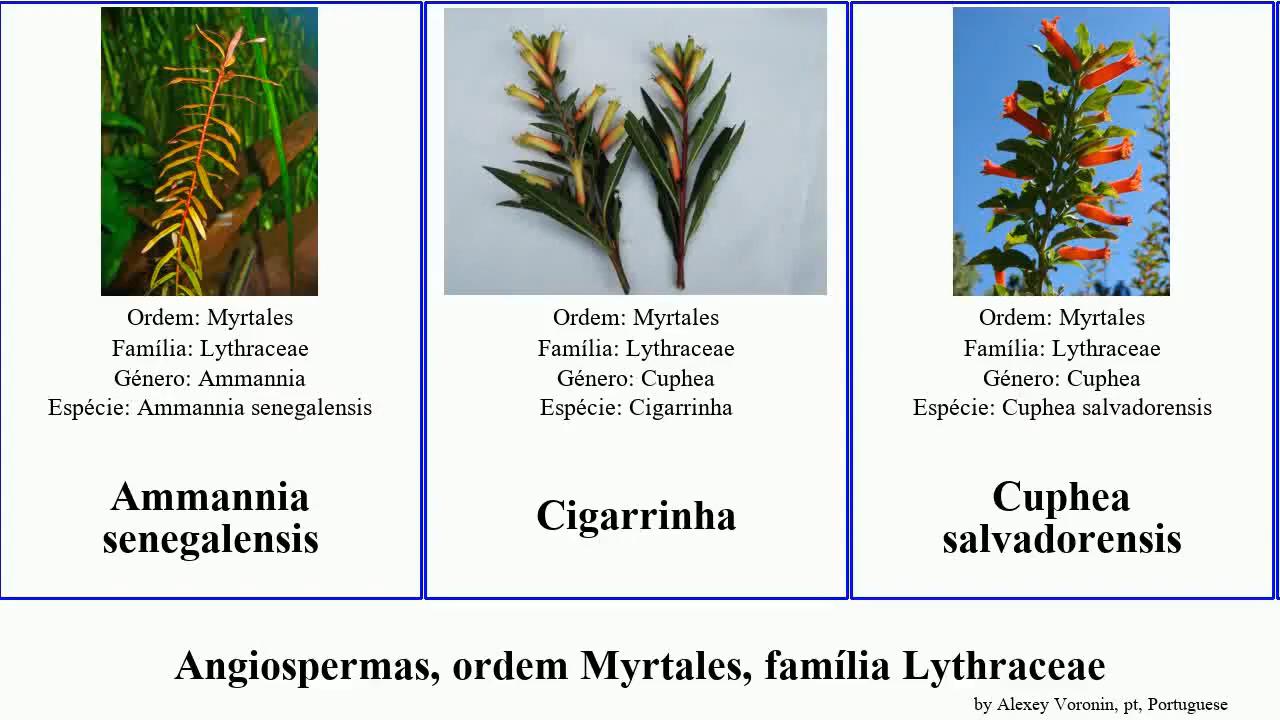 Ordem: Myrtales
Família: Lythraceae
Género: Ammannia
Espécie: Ammannia senegalensis
Ammannia
senegalensis
Ordem: Myrtales
Família: Lythraceae
Género: Cuphea
Espécie: Cigarrinha
Cigarrinha
Ordem: Myrtales
Família: Lythraceae
Género: Cuphea
Espécie: Cuphea salvadorensis
Cuphea
salvadorensis
Angiospermas, ordem Myrtales, família Lythraceae
by Alexey Voronin, pt, Portuguese